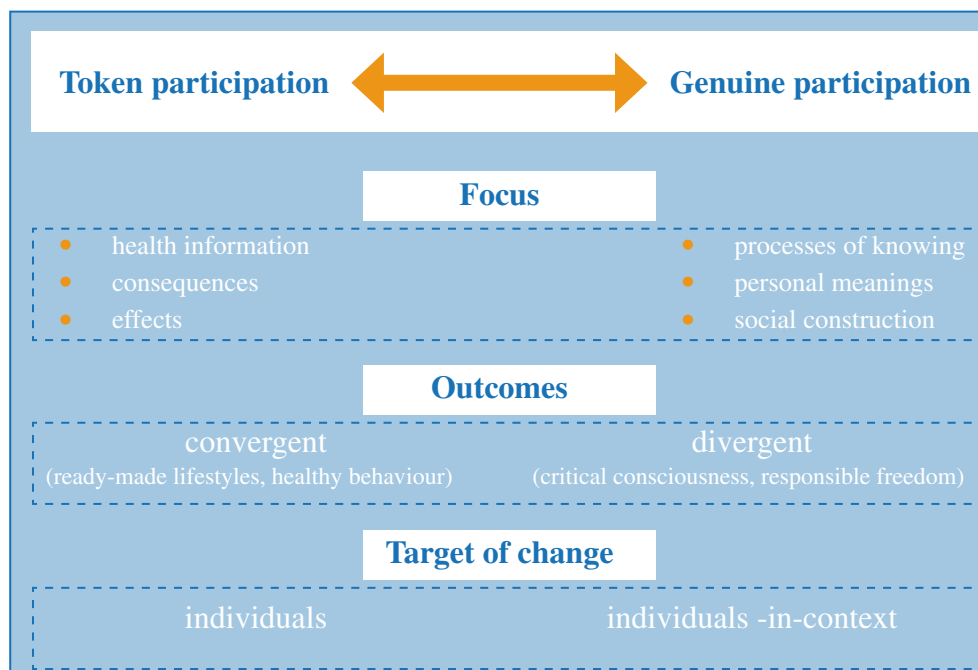 Token participation Genuine participation
Focus
• health information • processes of knowing
• consequences • personal meanings
• effects • social construction
Outcomes
convergent divergent
(ready-made lifestyles, healthy behaviour) (critical consciousness, responsible freedom)
Target of change
individuals individuals -in-context